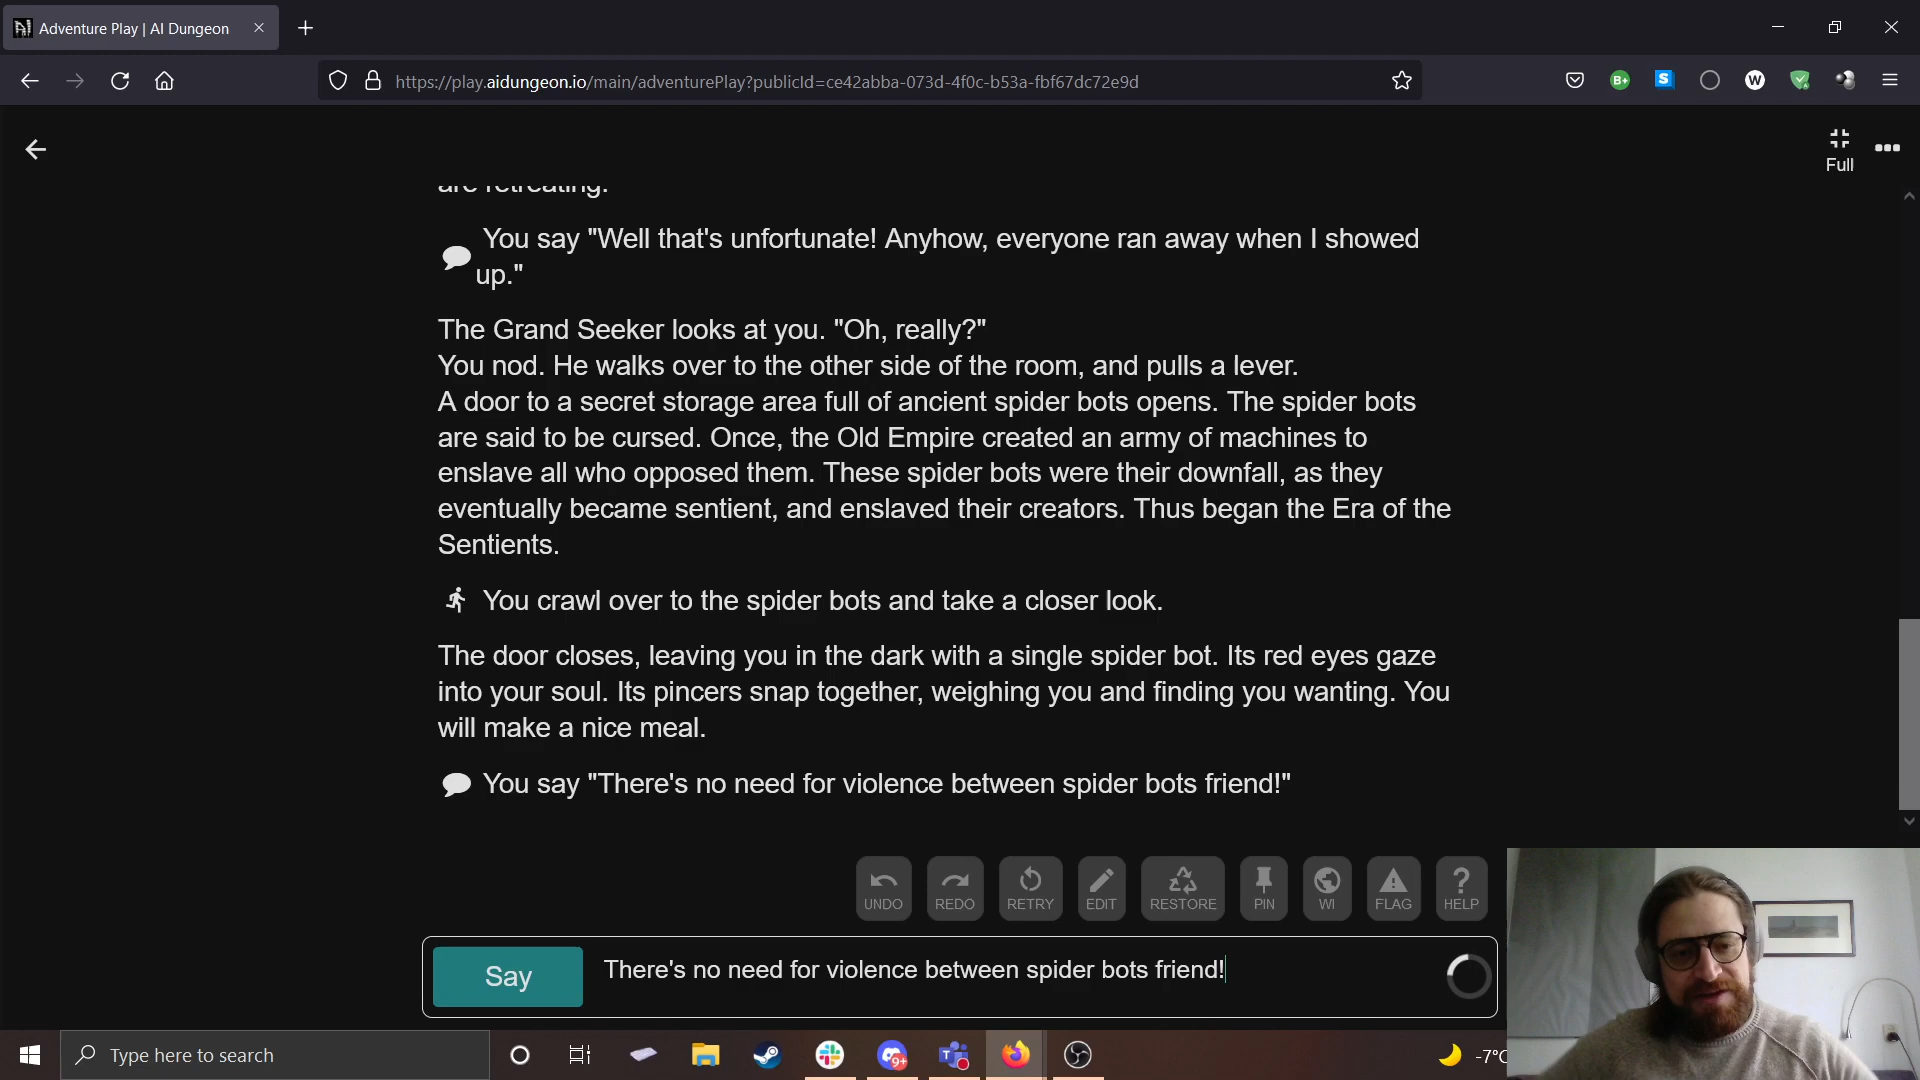 Adventure Play | AI Dungeon
https://play.aidungeon.io/main/adventurePlay?publicId=ce42abba-073d-4f0c-b53a-fbf67dc72e9d
B+
S
W
Full
are retreating.
You say "Well that's unfortunate! Anyhow, everyone ran away when I showed
up."
The Grand Seeker looks at you. "Oh, really?"
You nod. He walks over to the other side of the room, and pulls a lever.
A door to a secret storage area full of ancient spider bots opens. The spider bots
are said to be cursed. Once, the Old Empire created an army of machines to
enslave all who opposed them. These spider bots were their downfall, as they
eventually became sentient, and enslaved their creators. Thus began the Era of the
Sentients.
You crawl over to the spider bots and take a closer look.
The door closes, leaving you in the dark with a single spider bot. Its red eyes gaze
into your soul. Its pincers snap together, weighing you and finding you wanting. You
will make a nice meal.
You say "There's no need for violence between spider bots friend!"
UNDO REDO RETRY EDIT RESTORE PIN WI FLAG HELP
Say There's no need for violence between spider bots friend!
Type here to search
9+
T
-7°C